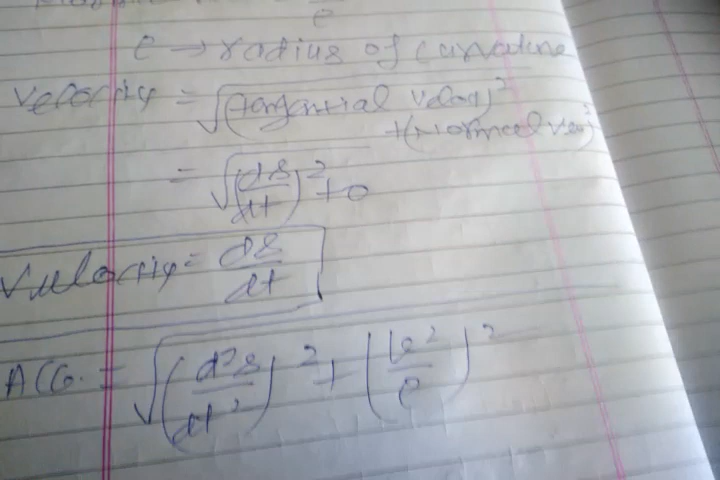 ρ → radius of curvature
Velocity = √(tangential velocity)²
+(Normal vel)²
= √(ds/dt)² + 0
Velocity = ds/dt
Acc. = √(d²s/dt²)² + (v²/ρ)²